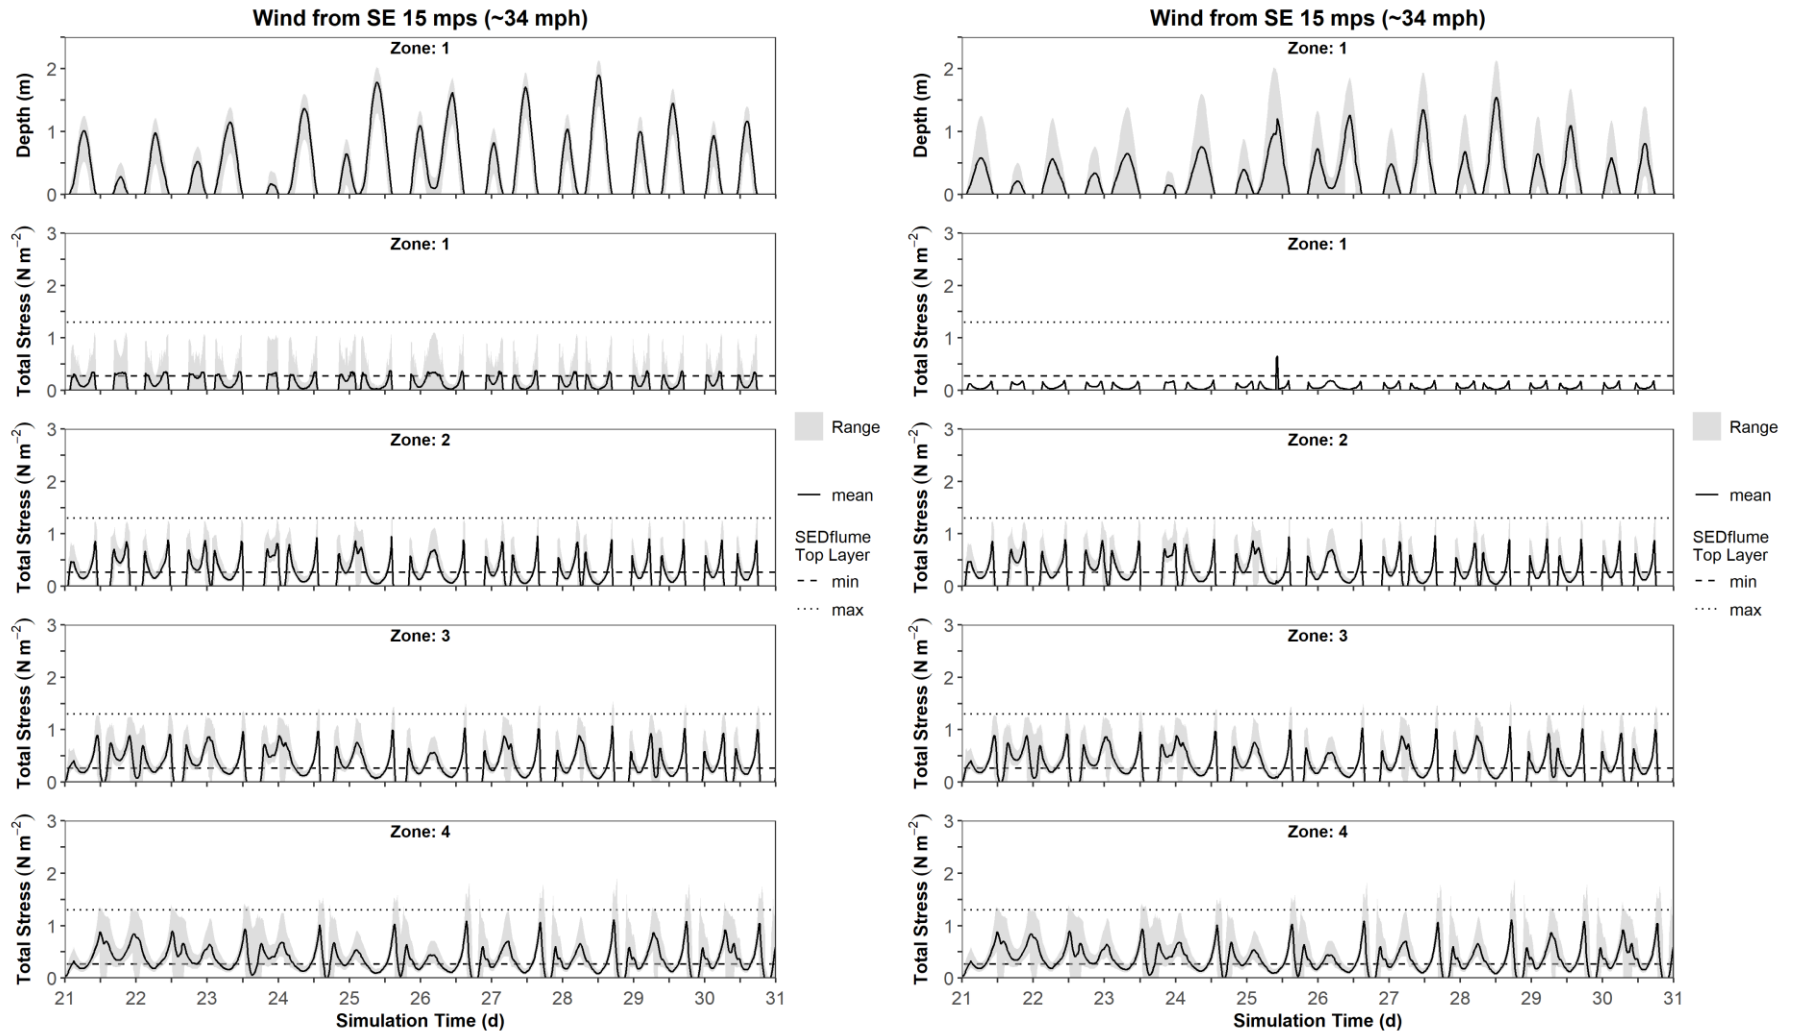 Wind from SE 15 mps (~34 mph)
Zone: 1
Depth (m)
2
1
0
Zone: 1
Total Stress (N m⁻²)
3
2
1
0
Zone: 2
Total Stress (N m⁻²)
3
2
1
0
Zone: 3
Total Stress (N m⁻²)
3
2
1
0
Zone: 4
Total Stress (N m⁻²)
3
2
1
0
21 22 23 24 25 26 27 28 29 30 31
Simulation Time (d)
Range
mean
SEDflume
Top Layer
min
max
Wind from SE 15 mps (~34 mph)
Zone: 1
Depth (m)
2
1
0
Zone: 1
Total Stress (N m⁻²)
3
2
1
0
Zone: 2
Total Stress (N m⁻²)
3
2
1
0
Zone: 3
Total Stress (N m⁻²)
3
2
1
0
Zone: 4
Total Stress (N m⁻²)
3
2
1
0
21 22 23 24 25 26 27 28 29 30 31
Simulation Time (d)
Range
mean
SEDflume
Top Layer
min
max